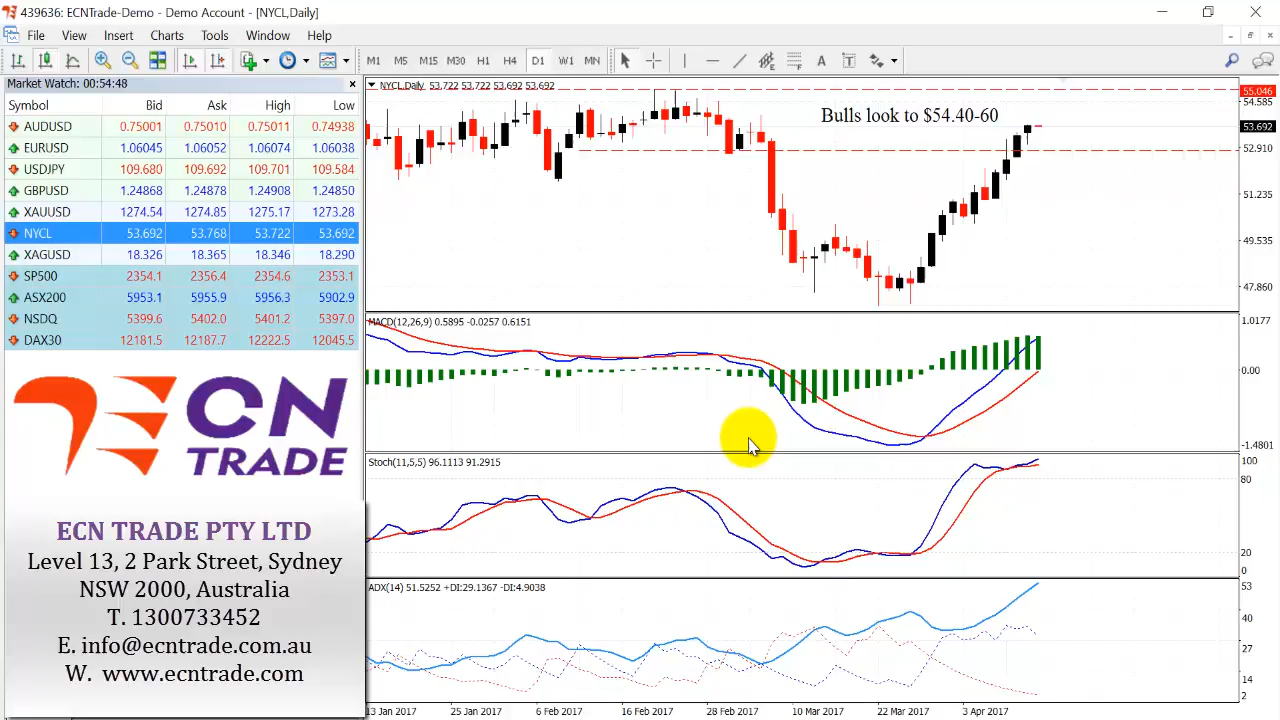 439636: ECNTrade-Demo - Demo Account - [NYCL,Daily]
File View Insert Charts Tools Window Help
M1 M5 M15 M30 H1 H4 D1 W1 MN
Market Watch: 00:54:48
Symbol Bid Ask High Low
AUDUSD 0.75001 0.75010 0.75011 0.74938
EURUSD 1.06045 1.06052 1.06074 1.06038
USDJPY 109.680 109.692 109.701 109.584
GBPUSD 1.24868 1.24878 1.24908 1.24850
XAUUSD 1274.54 1274.85 1275.17 1273.28
NYCL 53.692 53.768 53.722 53.692
XAGUSD 18.326 18.365 18.346 18.290
SP500 2354.1 2356.4 2354.6 2353.1
ASX200 5953.1 5955.9 5956.3 5902.9
NSDQ 5399.6 5402.0 5401.2 5397.0
DAX30 12181.5 12187.7 12222.5 12045.5
ECN
TRADE
ECN TRADE PTY LTD
Level 13, 2 Park Street, Sydney
NSW 2000, Australia
T. 1300733452
E. info@ecntrade.com.au
W. www.ecntrade.com
NYCL,Daily 53.722 53.722 53.692 53.692
Bulls look to $54.40-60
55.046
54.585
53.692
52.910
51.235
49.535
47.860
MACD(12,26,9) 0.5895 -0.0257 0.6151
1.0177
0.00
-1.4801
Stoch(11,5,5) 96.1113 91.2915
100
80
20
0
ADX(14) 51.5252 +DI:29.1367 -DI:4.9038
53
40
27
14
2
13 Jan 2017 25 Jan 2017 6 Feb 2017 16 Feb 2017 28 Feb 2017 10 Mar 2017 22 Mar 2017 3 Apr 2017